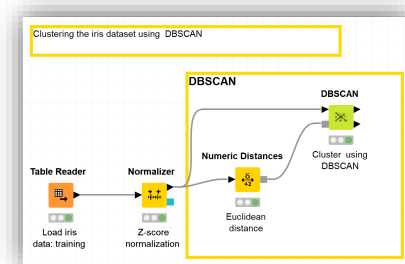 Clustering the iris dataset using DBSCAN
DBSCAN
DBSCAN
Cluster using
DBSCAN
Numeric Distances
Euclidean
distance
Table Reader
Load iris
data: training
Normalizer
Z-score
normalization